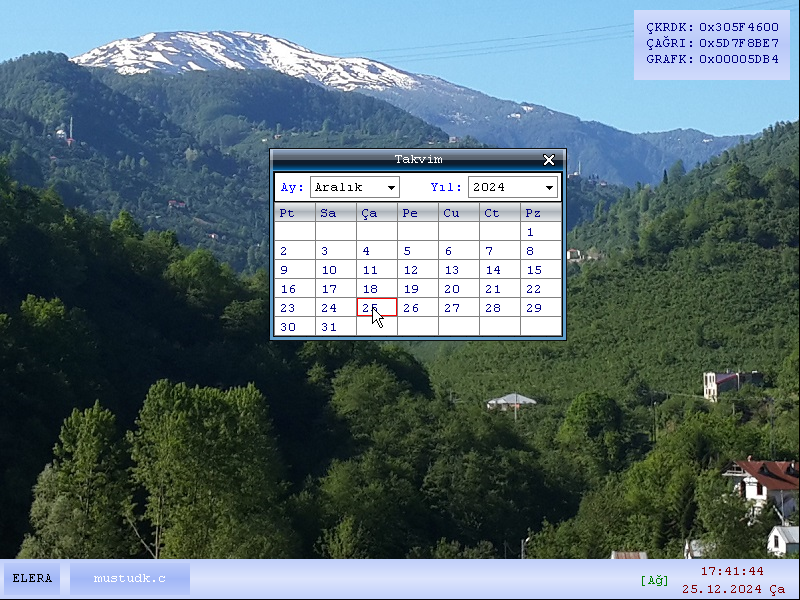 ÇKRDK: 0x305F4600
ÇAĞRI: 0x5D7F8BE7
GRAFK: 0x00005DB4
Takvim
Ay: Aralık Yıl: 2024
Pt Sa Ça Pe Cu Ct Pz
1
2 3 4 5 6 7 8
9 10 11 12 13 14 15
16 17 18 19 20 21 22
23 24 25 26 27 28 29
30 31
ELERA mustudk.c [Ağ] 17:41:44
25.12.2024 Ça